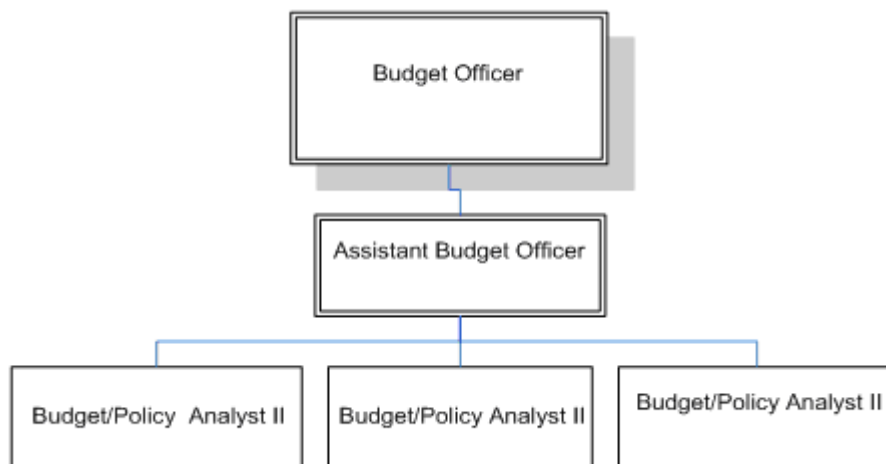 Budget Officer
Assistant Budget Officer
Budget/Policy Analyst II
Budget/Policy Analyst II
Budget/Policy Analyst II